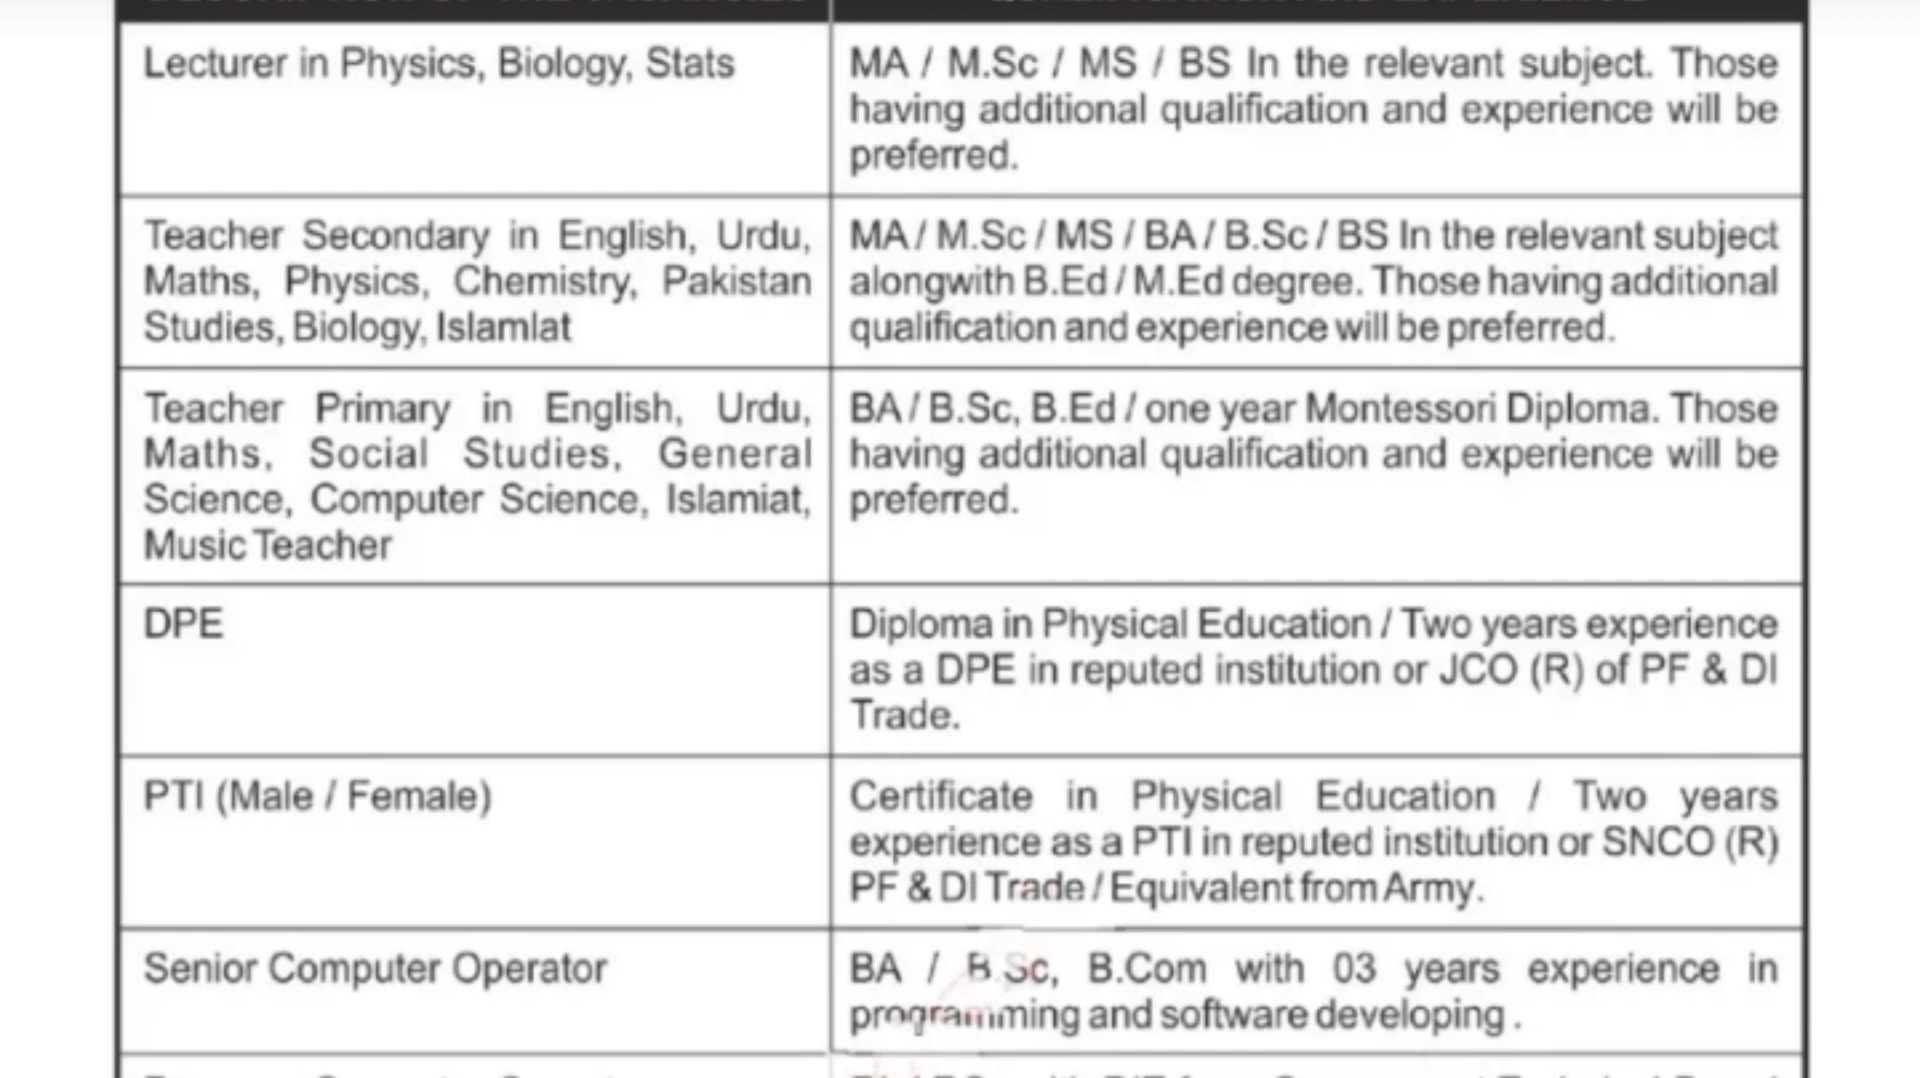 Lecturer in Physics, Biology, Stats
MA / M.Sc / MS / BS In the relevant subject. Those
having additional qualification and experience will be
preferred.
Teacher Secondary in English, Urdu,
Maths, Physics, Chemistry, Pakistan
Studies, Biology, Islamlat
MA / M.Sc / MS / BA / B.Sc / BS In the relevant subject
alongwith B.Ed / M.Ed degree. Those having additional
qualification and experience will be preferred.
Teacher Primary in English, Urdu,
Maths, Social Studies, General
Science, Computer Science, Islamiat,
Music Teacher
BA / B.Sc, B.Ed / one year Montessori Diploma. Those
having additional qualification and experience will be
preferred.
DPE
Diploma in Physical Education / Two years experience
as a DPE in reputed institution or JCO (R) of PF & DI
Trade.
PTI (Male / Female)
Certificate in Physical Education / Two years
experience as a PTI in reputed institution or SNCO (R)
PF & DI Trade / Equivalent from Army.
Senior Computer Operator
BA / B.Sc, B.Com with 03 years experience in
programming and software developing .